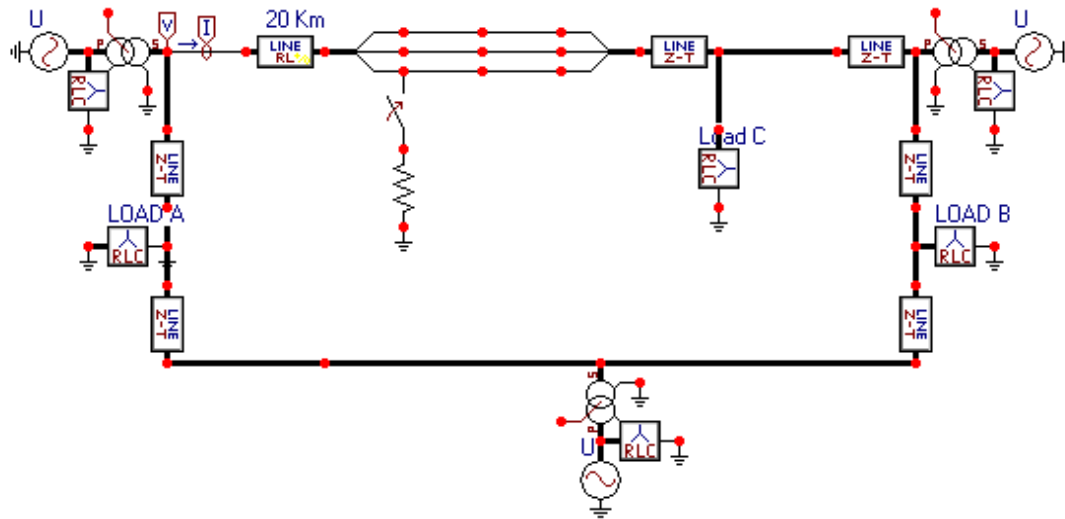 U
V
I
20 Km
U
P
S
LINE
RL
LINE
Z-T
LINE
Z-T
P
S
RLC
Y
RLC
Y
LINE
Z-T
Load C
RLC
Y
LINE
Z-T
LOAD A
RLC
Y
LOAD B
RLC
Y
LINE
Z-T
LINE
Z-T
S
P
U
RLC
Y